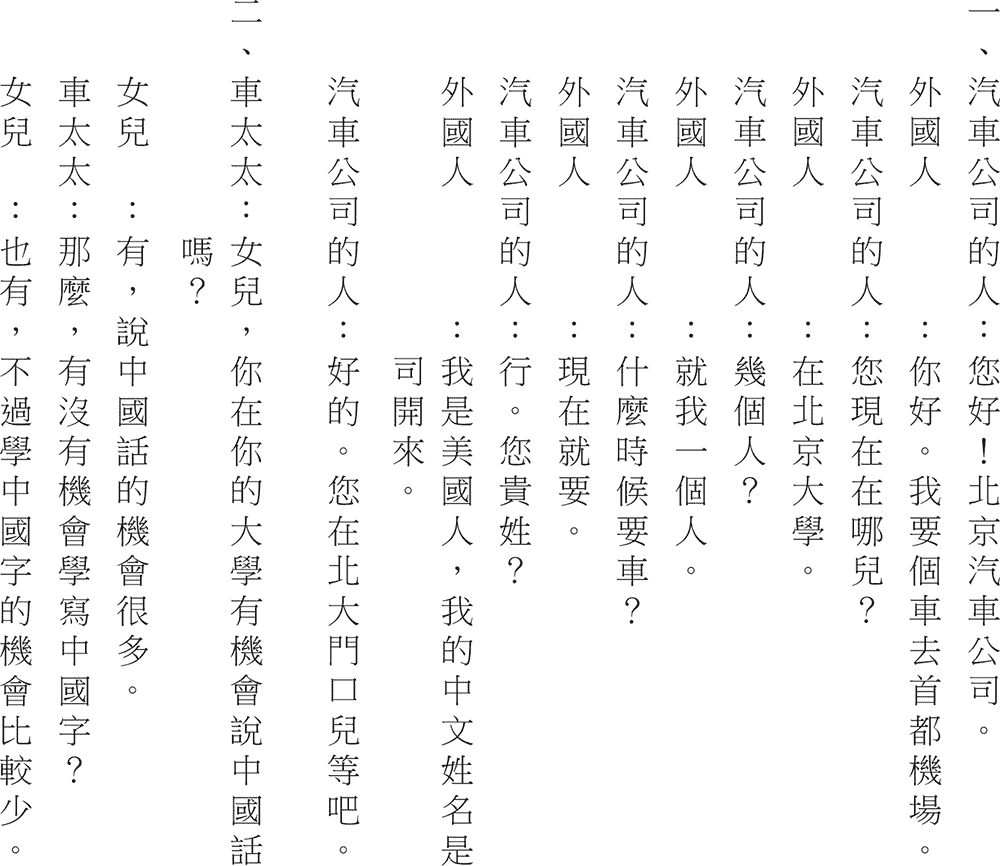 一、汽車公司的人：您好！北京汽車公司。
外國人：你好。我要個車去首都機場。
汽車公司的人：您現在在哪兒？
外國人：在北京大學。
汽車公司的人：幾個人？
外國人：就我一個人。
汽車公司的人：什麼時候要車？
外國人：現在就要。
汽車公司的人：行。您貴姓？
外國人：我是美國人，我的中文姓名是
司開來。
汽車公司的人：好的。您在北大門口兒等吧。
二、車太太：女兒，你在你的大學有機會說中國話
嗎？
女兒：有，說中國話的機會很多。
車太太：那麼，有沒有機會學寫中國字？
女兒：也有，不過學中國字的機會比較少。